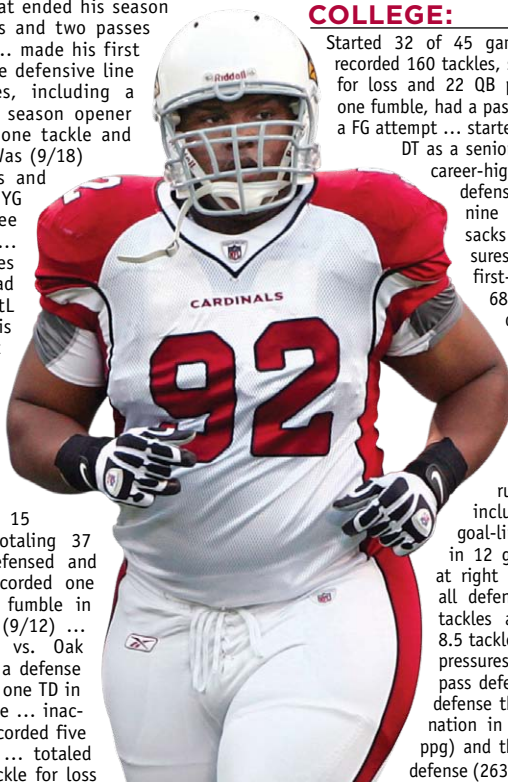 at ended his season
s and two passes
... made his first
e defensive line
es, including a
season opener
one tackle and
Was (9/18)
s and
YG
ee
...
es
ad
tL
is
15
otaling 37
efensed and
corded one
fumble in
(9/12) ...
vs. Oak
a defense
one TD in
e ... inac-
corded five
... totaled
ckle for loss
Riddell
CARDINALS
92
2
COLLEGE:
Started 32 of 45 gam
recorded 160 tackles, s
for loss and 22 QB p
one fumble, had a pas
a FG attempt ... starte
DT as a senior
career-hig
defens
nine
sacks
sures
first-
68
ru
inclu
goal-li
in 12 g
at right
all defen
tackles a
8.5 tackle
pressures
pass defe
defense th
nation in
ppg) and th
defense (263